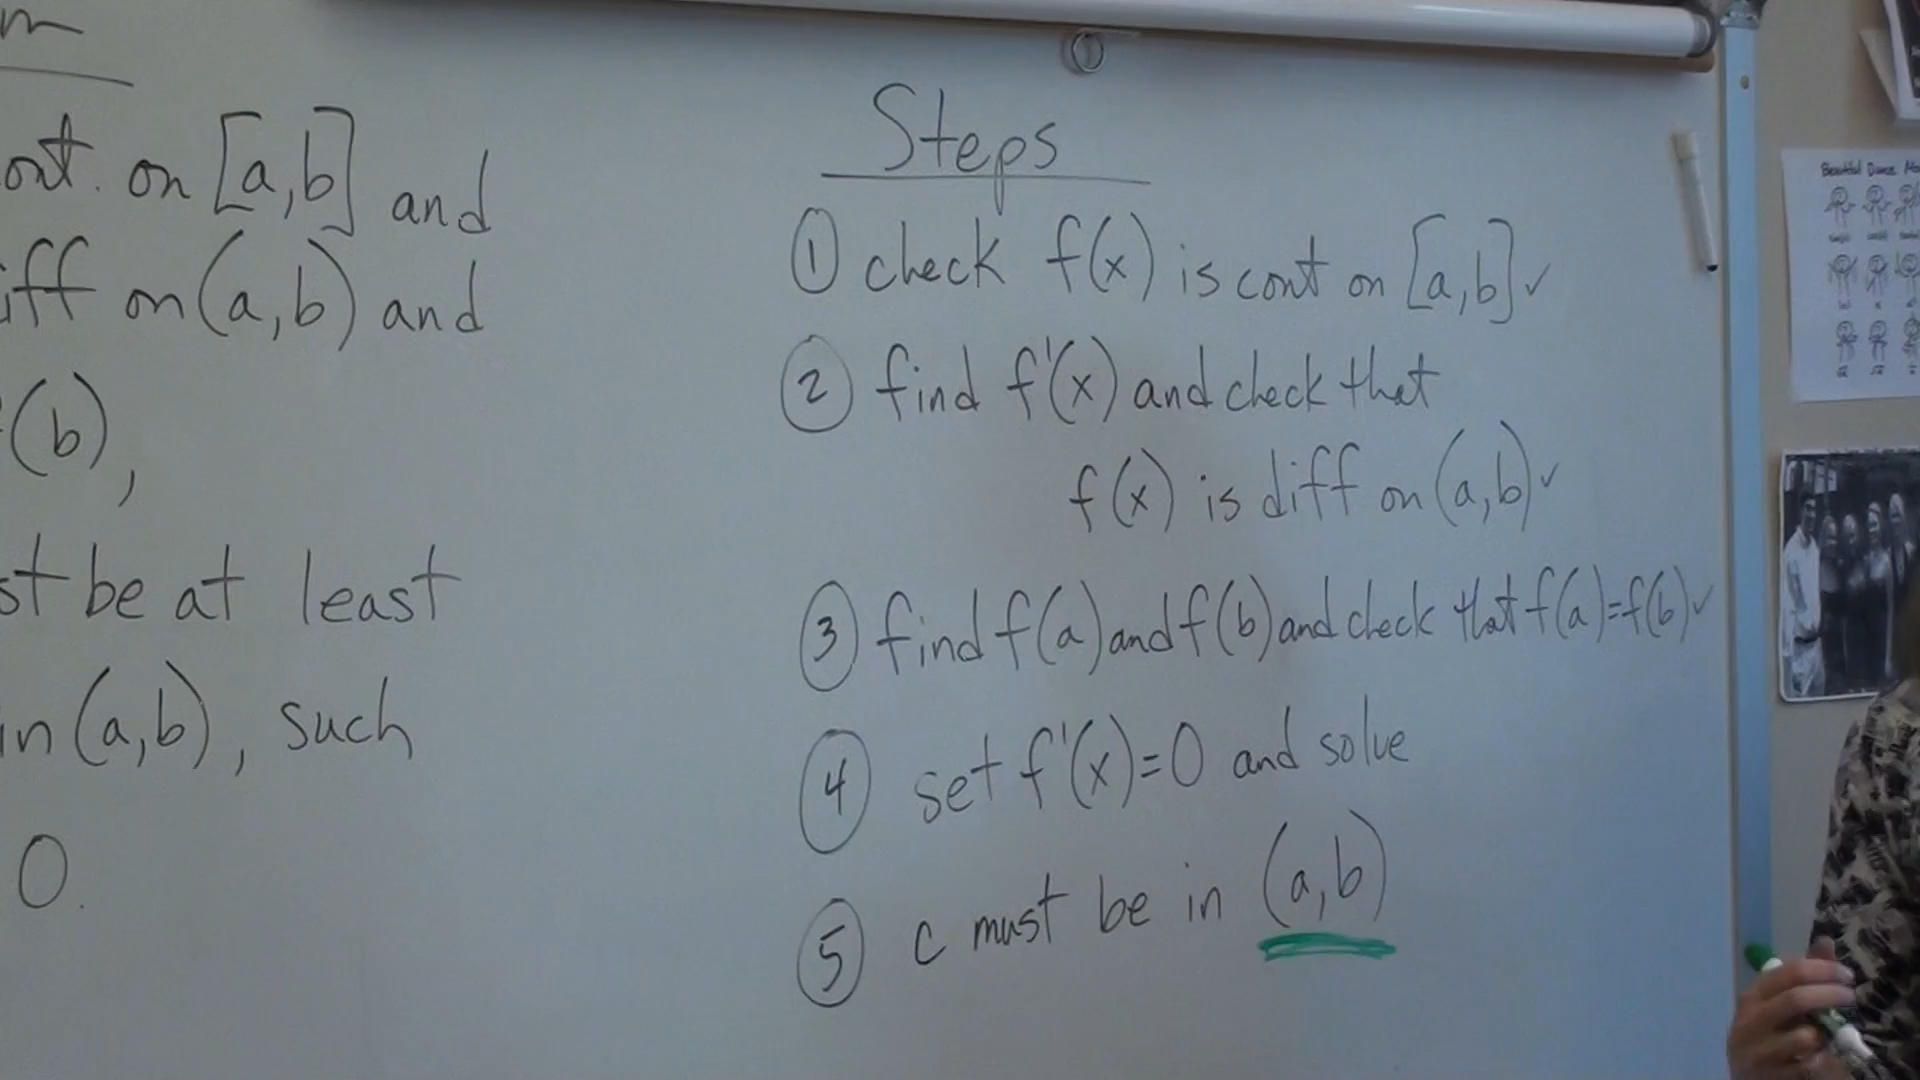 m
ont. on [a,b] and
iff on (a,b) and
(b),
st be at least
in (a,b), such
0.
Steps
① check f(x) is cont on [a,b]✓
② find f'(x) and check that
f(x) is diff on (a,b)✓
③ find f(a) and f(b) and check that f(a)=f(b)✓
④ set f'(x)=0 and solve
⑤ c must be in (a,b)
Beautiful Dance